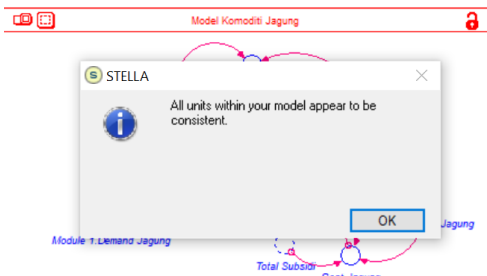 Model Komoditi Jagung
STELLA
All units within your model appear to be
consistent.
OK
Jagung
Module 1.Demand Jagung
Total Subsidi